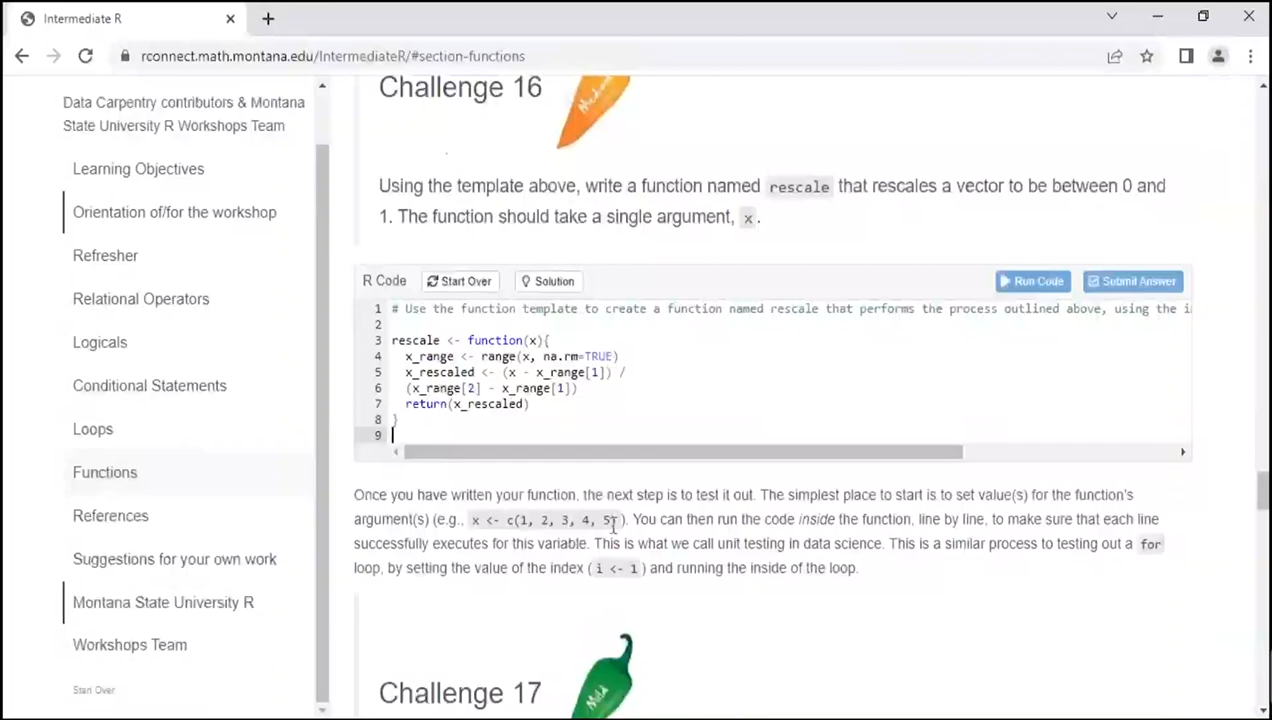 Intermediate R
rconnect.math.montana.edu/IntermediateR/#section-functions
Data Carpentry contributors & Montana
State University R Workshops Team
Learning Objectives
Orientation of/for the workshop
Refresher
Relational Operators
Logicals
Conditional Statements
Loops
Functions
References
Suggestions for your own work
Montana State University R
Workshops Team
Start Over
Challenge 16
Medium
Using the template above, write a function named rescale that rescales a vector to be between 0 and
1. The function should take a single argument, x.
R Code Start Over Solution Run Code Submit Answer
1 # Use the function template to create a function named rescale that performs the process outlined above, using the
2
3 rescale <- function(x){
4 x_range <- range(x, na.rm=TRUE)
5 x_rescaled <- (x - x_range[1]) /
6 (x_range[2] - x_range[1])
7 return(x_rescaled)
8 }
9
Once you have written your function, the next step is to test it out. The simplest place to start is to set value(s) for the function's
argument(s) (e.g., x <- c(1, 2, 3, 4, 5)). You can then run the code inside the function, line by line, to make sure that each line
successfully executes for this variable. This is what we call unit testing in data science. This is a similar process to testing out a for
loop, by setting the value of the index (i <- 1) and running the inside of the loop.
Challenge 17
Mild